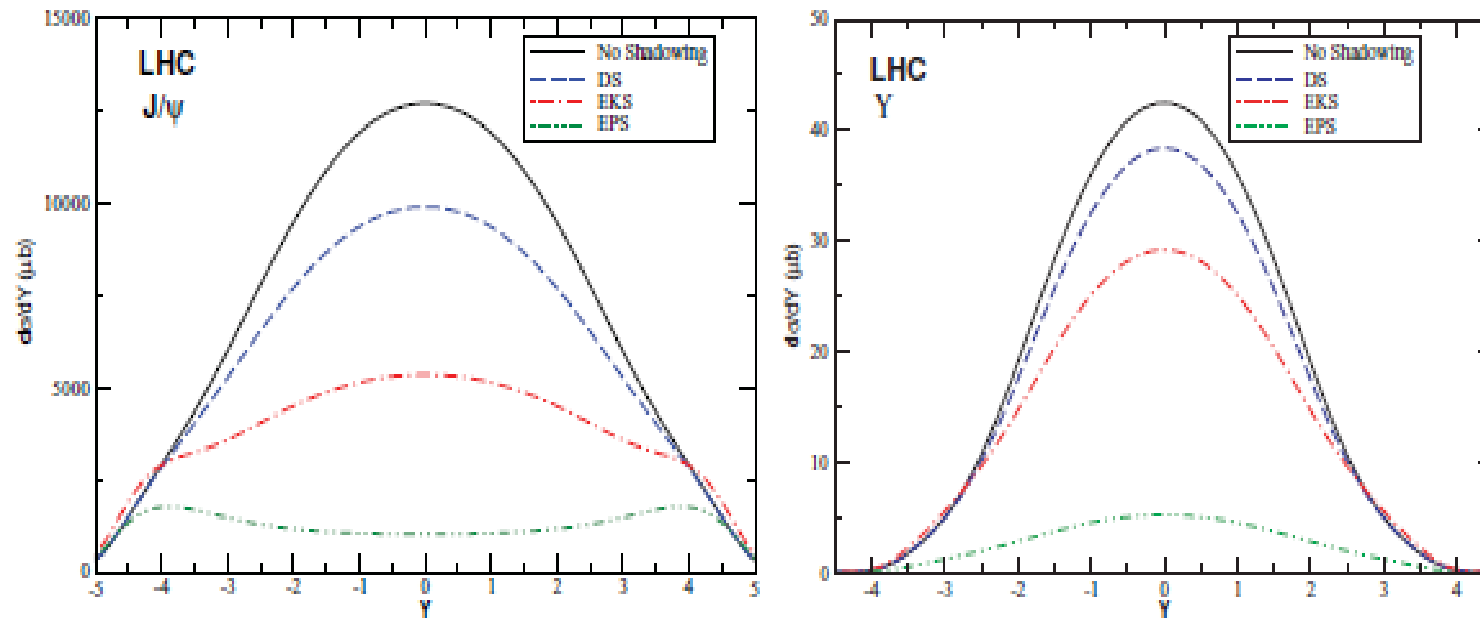 15000
10000
5000
0
dσ/dY (μb)
LHC
J/ψ
No Shadowing
DS
EKS
EPS
-5 -4 -3 -2 -1 0 1 2 3 4 5
Y
50
40
30
20
10
0
dσ/dY (μb)
LHC
Υ
No Shadowing
DS
EKS
EPS
-4 -3 -2 -1 0 1 2 3 4
Y